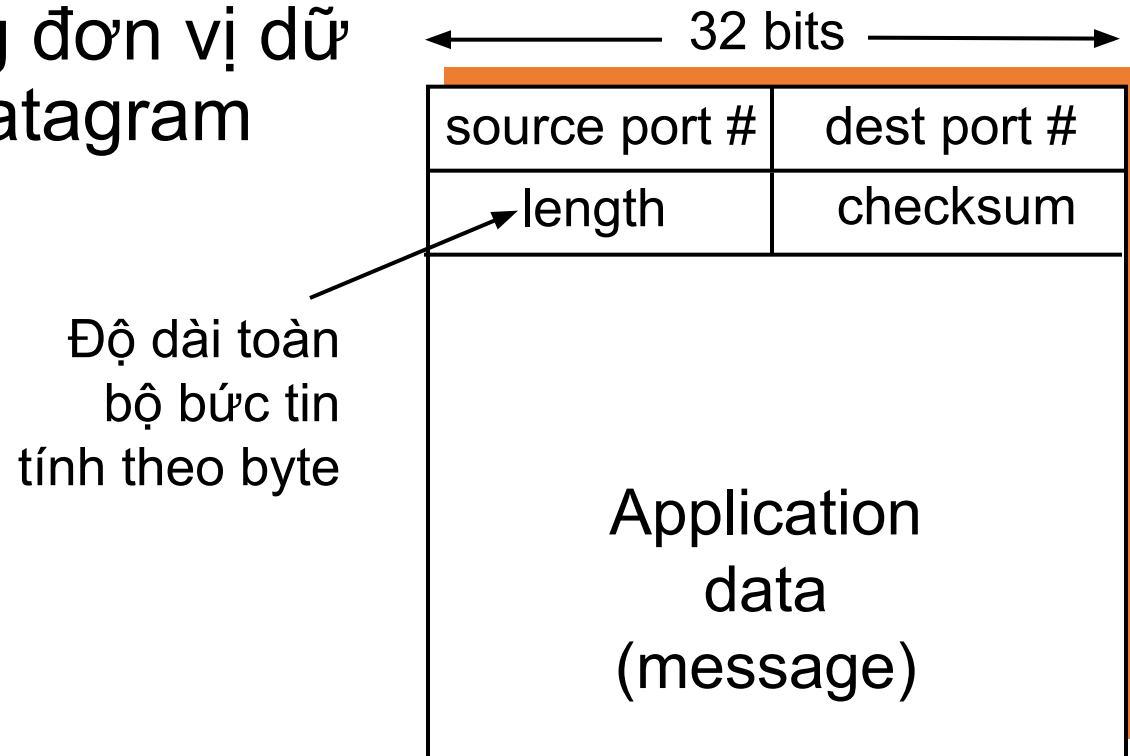 đơn vị dữ
atagram
32 bits
source port # dest port #
length checksum
Độ dài toàn
bộ bức tin
tính theo byte
Application
data
(message)